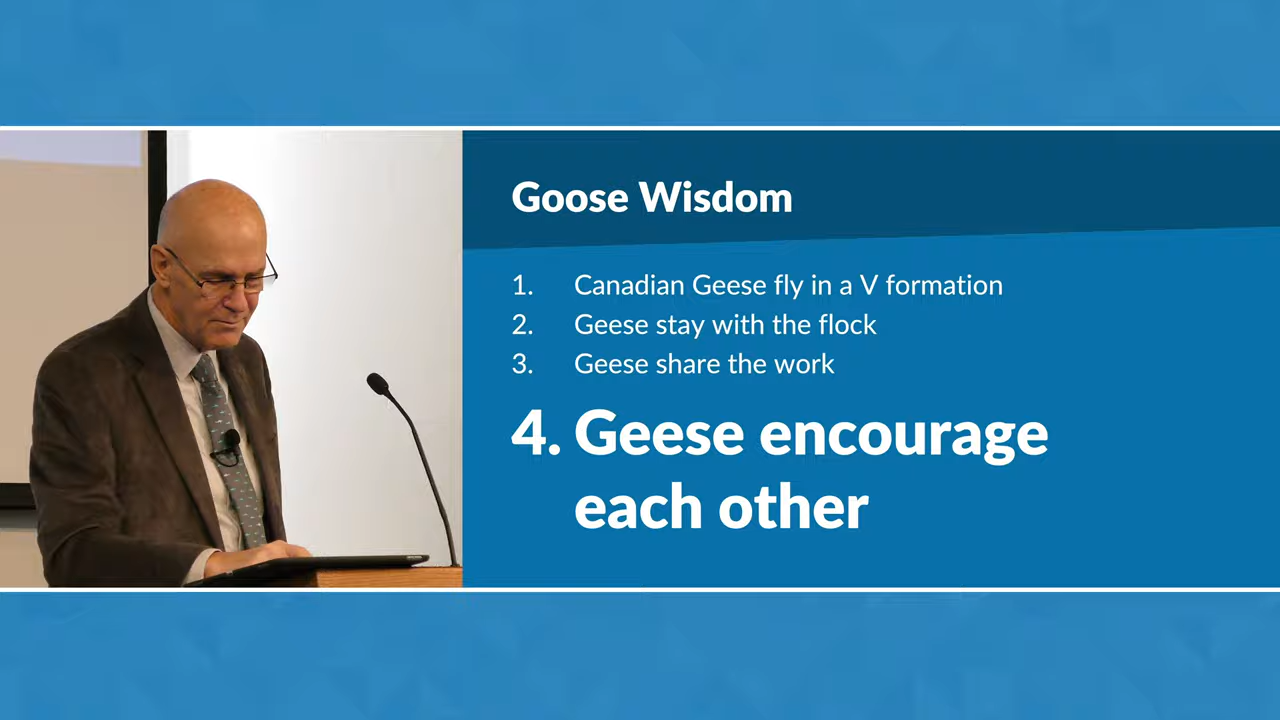 Goose Wisdom
1. Canadian Geese fly in a V formation
2. Geese stay with the flock
3. Geese share the work
4. Geese encourage
each other